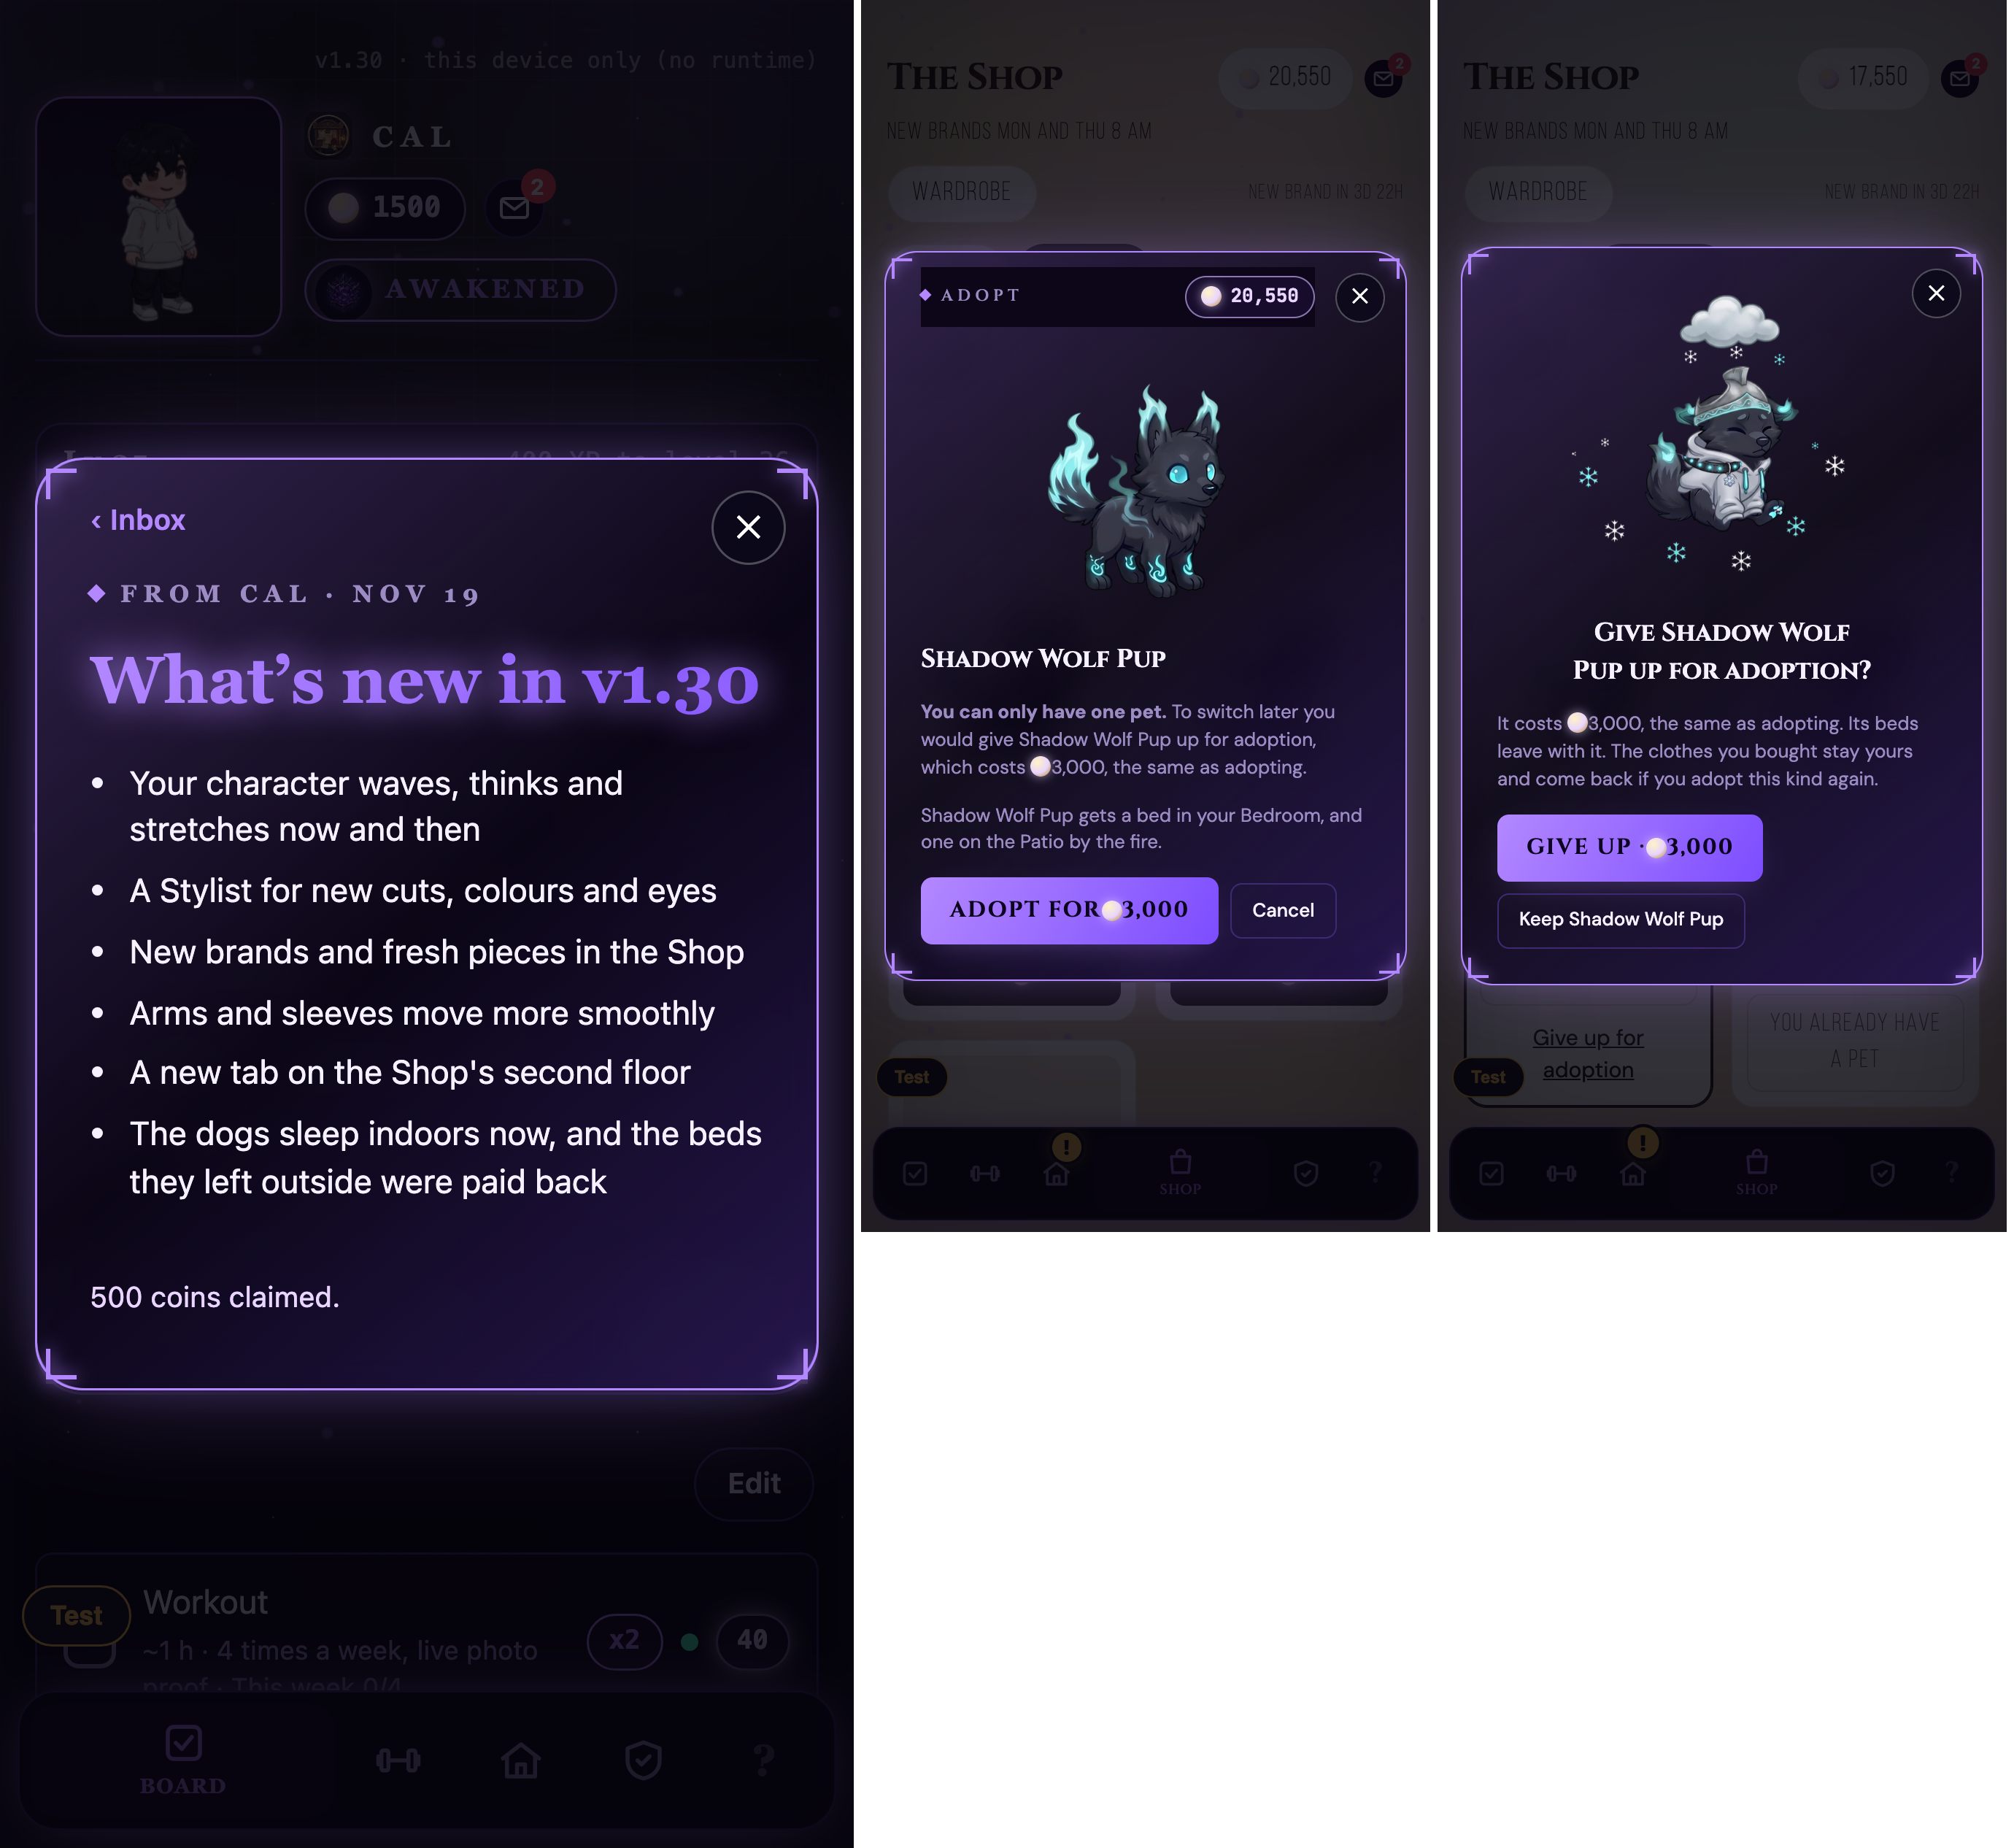 v1.30 · this device only (no runtime)
CAL
1500
2
AWAKENED
‹ Inbox
FROM CAL · NOV 19
What's new in v1.30
• Your character waves, thinks and
stretches now and then
• A Stylist for new cuts, colours and eyes
• New brands and fresh pieces in the Shop
• Arms and sleeves move more smoothly
• A new tab on the Shop's second floor
• The dogs sleep indoors now, and the beds
they left outside were paid back
500 coins claimed.
Edit
Test
Workout
~1 h · 4 times a week, live photo
proof · This week 0/4
x2
40
BOARD
?
THE SHOP
20,550
2
NEW BRANDS MON AND THU 8 AM
WARDROBE
NEW BRAND IN 3D 22H
ADOPT
20,550
SHADOW WOLF PUP
You can only have one pet. To switch later you
would give Shadow Wolf Pup up for adoption,
which costs 3,000, the same as adopting.
Shadow Wolf Pup gets a bed in your Bedroom, and
one on the Patio by the fire.
ADOPT FOR 3,000
Cancel
Test
!
SHOP
?
THE SHOP
17,550
2
NEW BRANDS MON AND THU 8 AM
WARDROBE
NEW BRAND IN 3D 22H
GIVE SHADOW WOLF
PUP UP FOR ADOPTION?
It costs 3,000, the same as adopting. Its beds
leave with it. The clothes you bought stay yours
and come back if you adopt this kind again.
GIVE UP · 3,000
Keep Shadow Wolf Pup
Give up for
adoption
YOU ALREADY HAVE
A PET
Test
!
SHOP
?